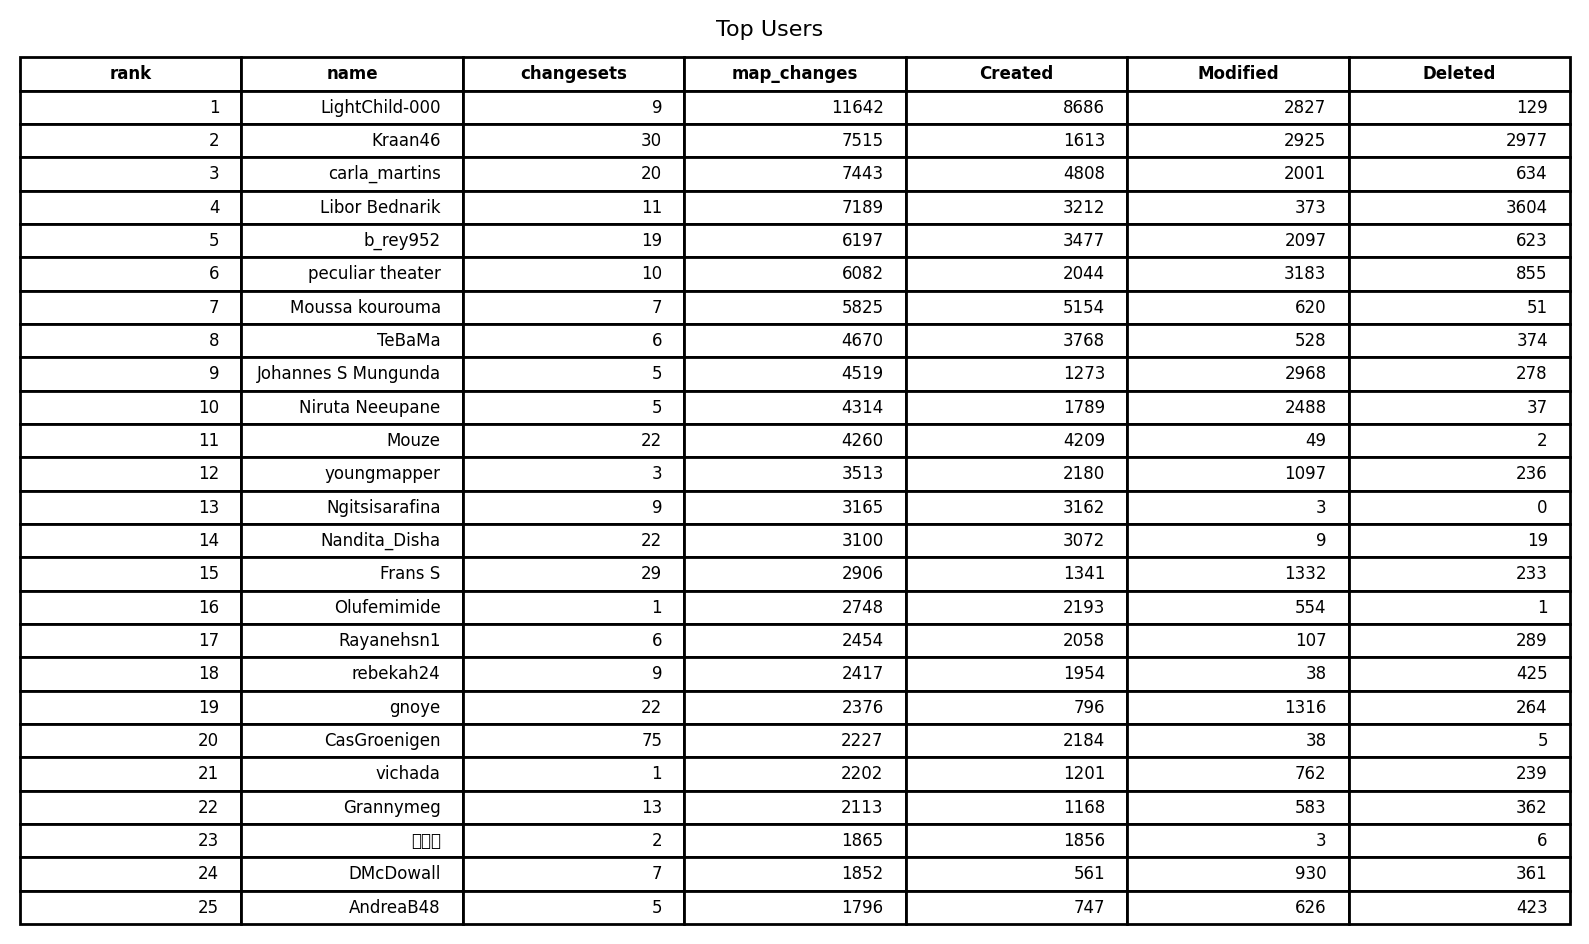 Top Users
rank name changesets map_changes Created Modified Deleted
1 LightChild-000 9 11642 8686 2827 129
2 Kraan46 30 7515 1613 2925 2977
3 carla_martins 20 7443 4808 2001 634
4 Libor Bednarik 11 7189 3212 373 3604
5 b_rey952 19 6197 3477 2097 623
6 peculiar theater 10 6082 2044 3183 855
7 Moussa kourouma 7 5825 5154 620 51
8 TeBaMa 6 4670 3768 528 374
9 Johannes S Mungunda 5 4519 1273 2968 278
10 Niruta Neeupane 5 4314 1789 2488 37
11 Mouze 22 4260 4209 49 2
12 youngmapper 3 3513 2180 1097 236
13 Ngitsisarafina 9 3165 3162 3 0
14 Nandita_Disha 22 3100 3072 9 19
15 Frans S 29 2906 1341 1332 233
16 Olufemimide 1 2748 2193 554 1
17 Rayanehsn1 6 2454 2058 107 289
18 rebekah24 9 2417 1954 38 425
19 gnoye 22 2376 796 1316 264
20 CasGroenigen 75 2227 2184 38 5
21 vichada 1 2202 1201 762 239
22 Grannymeg 13 2113 1168 583 362
23 2 1865 1856 3 6
24 DMcDowall 7 1852 561 930 361
25 AndreaB48 5 1796 747 626 423